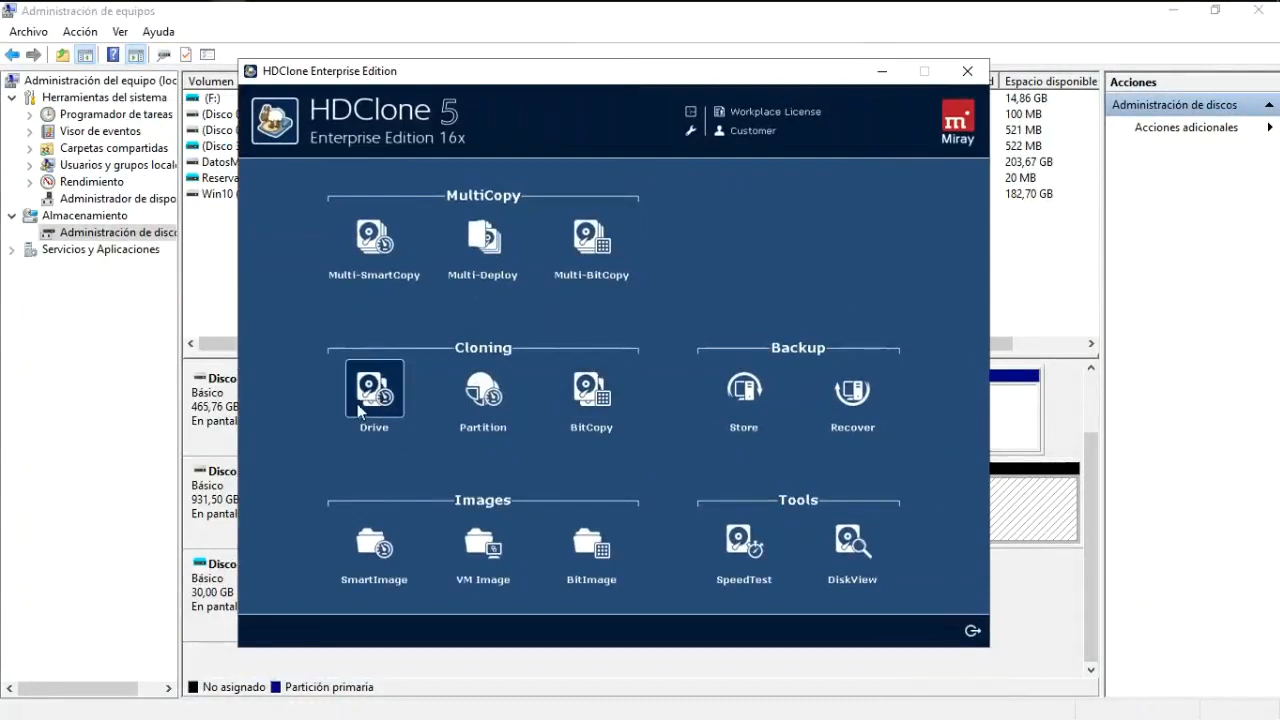 Administración de equipos
Archivo Acción Ver Ayuda
Administración del equipo (loc
Herramientas del sistema
Programador de tareas
Visor de eventos
Carpetas compartidas
Usuarios y grupos locale
Rendimiento
Administrador de dispo
Almacenamiento
Administración de disco
Servicios y Aplicaciones
Volumen
(F:)
(Disco
(Disco
(Disco
DatosM
Reserva
Win10 (
d Espacio disponible
14,86 GB
100 MB
521 MB
522 MB
203,67 GB
20 MB
182,70 GB
Acciones
Administración de discos
Acciones adicionales
HDClone Enterprise Edition
HDClone 5
Enterprise Edition 16x
Workplace License
Customer
m
Miray
MultiCopy
Multi-SmartCopy Multi-Deploy Multi-BitCopy
Cloning
Drive Partition BitCopy
Backup
Store Recover
Images
SmartImage VM Image BitImage
Tools
SpeedTest DiskView
Disco
Básico
465,76 GB
En pantal
Disco
Básico
931,50 GB
En pantal
Disco
Básico
30,00 GB
En pantal
No asignado Partición primaria